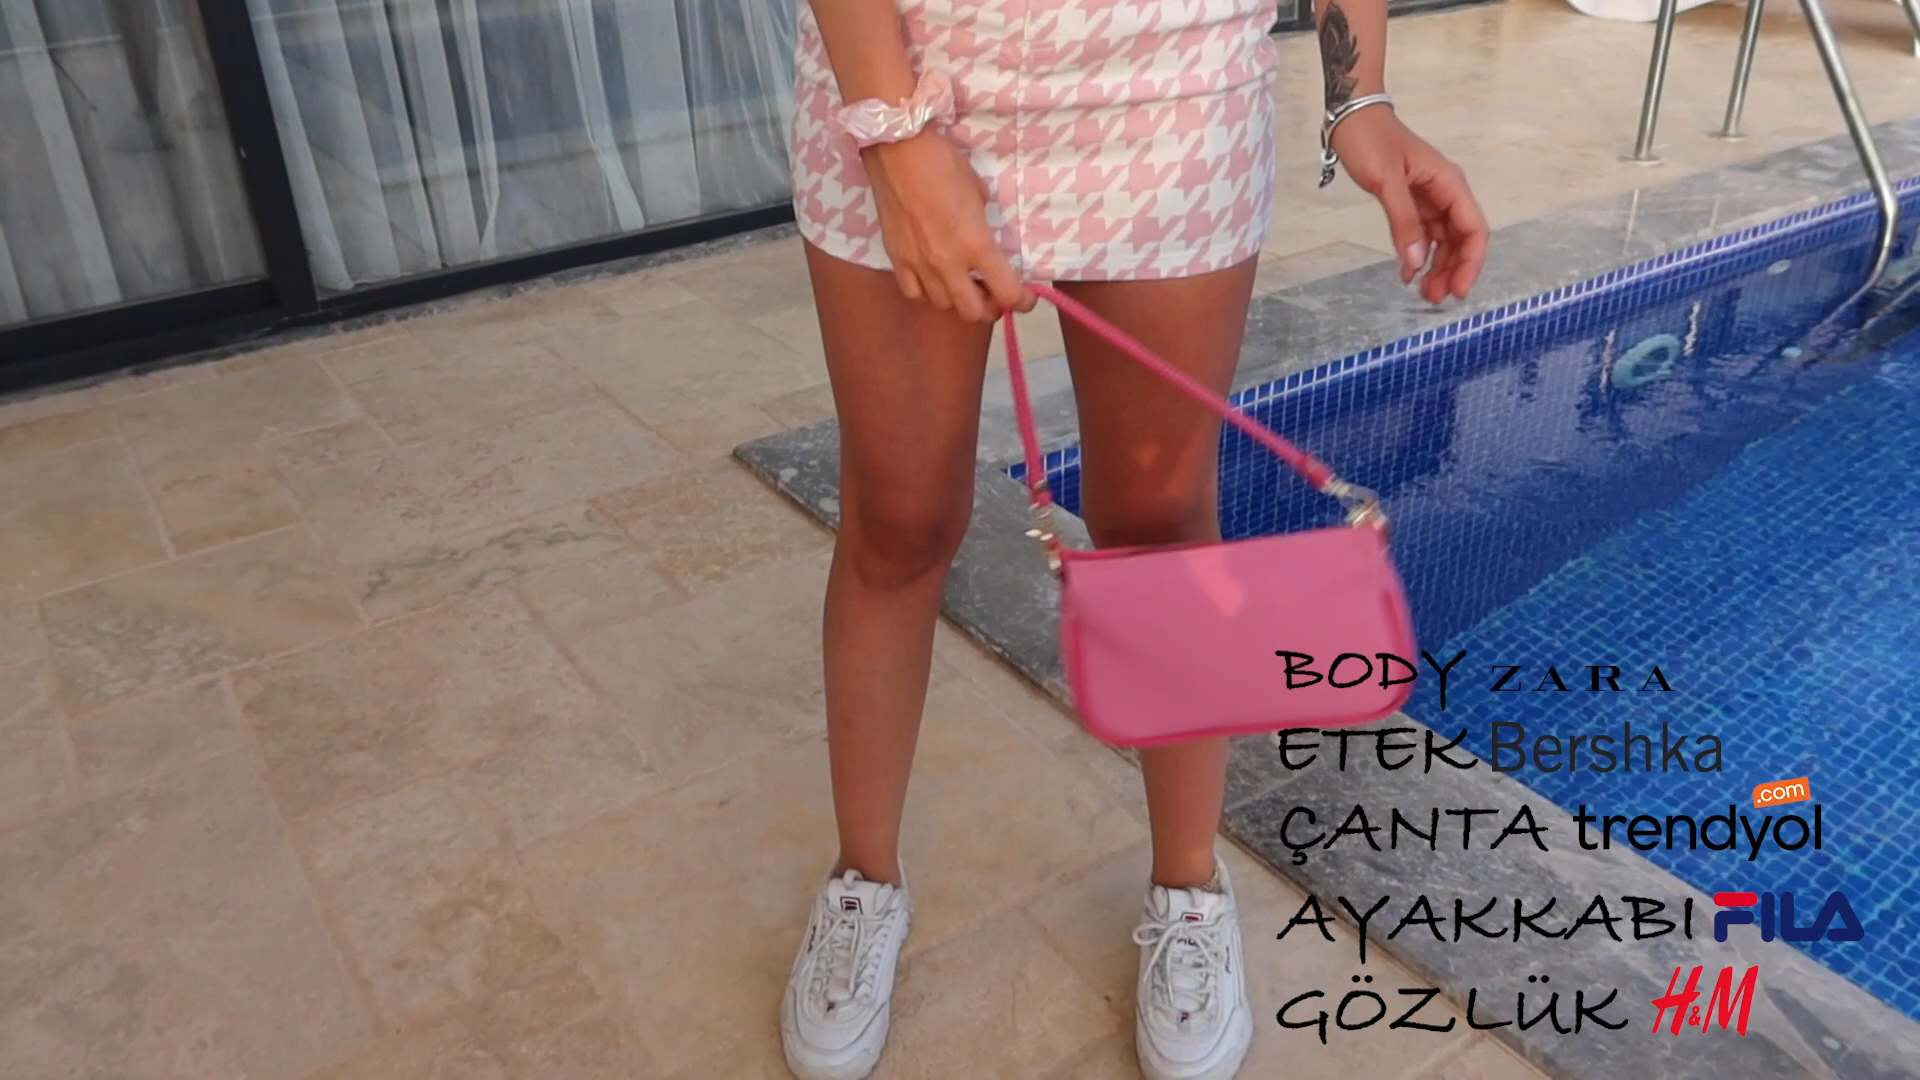 BODY ZARA
ETEK Bershka
ÇANTA trendyol.com
AYAKKABI FILA
GÖZLÜK H&M